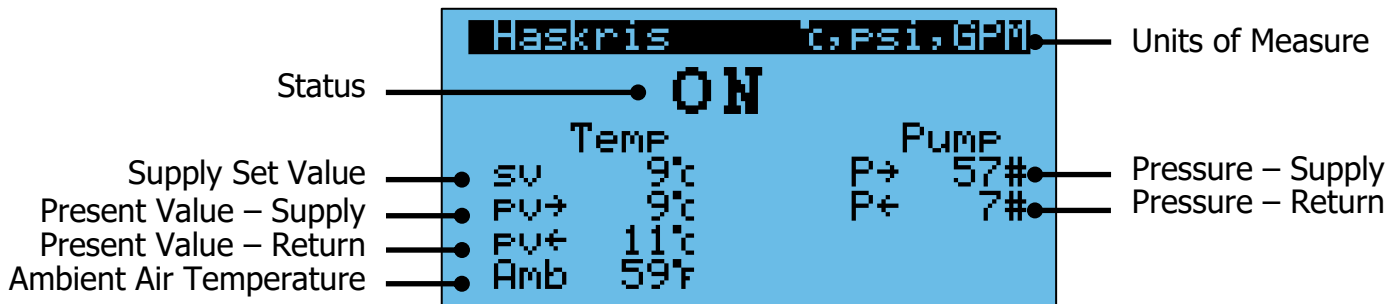 Haskris °C,psi,GPM Units of Measure
Status ON
Temp Pump
Supply Set Value sv 9°C P→ 57# Pressure – Supply
Present Value – Supply pv→ 9°C P← 7# Pressure – Return
Present Value – Return pv← 11°C
Ambient Air Temperature Amb 59°F